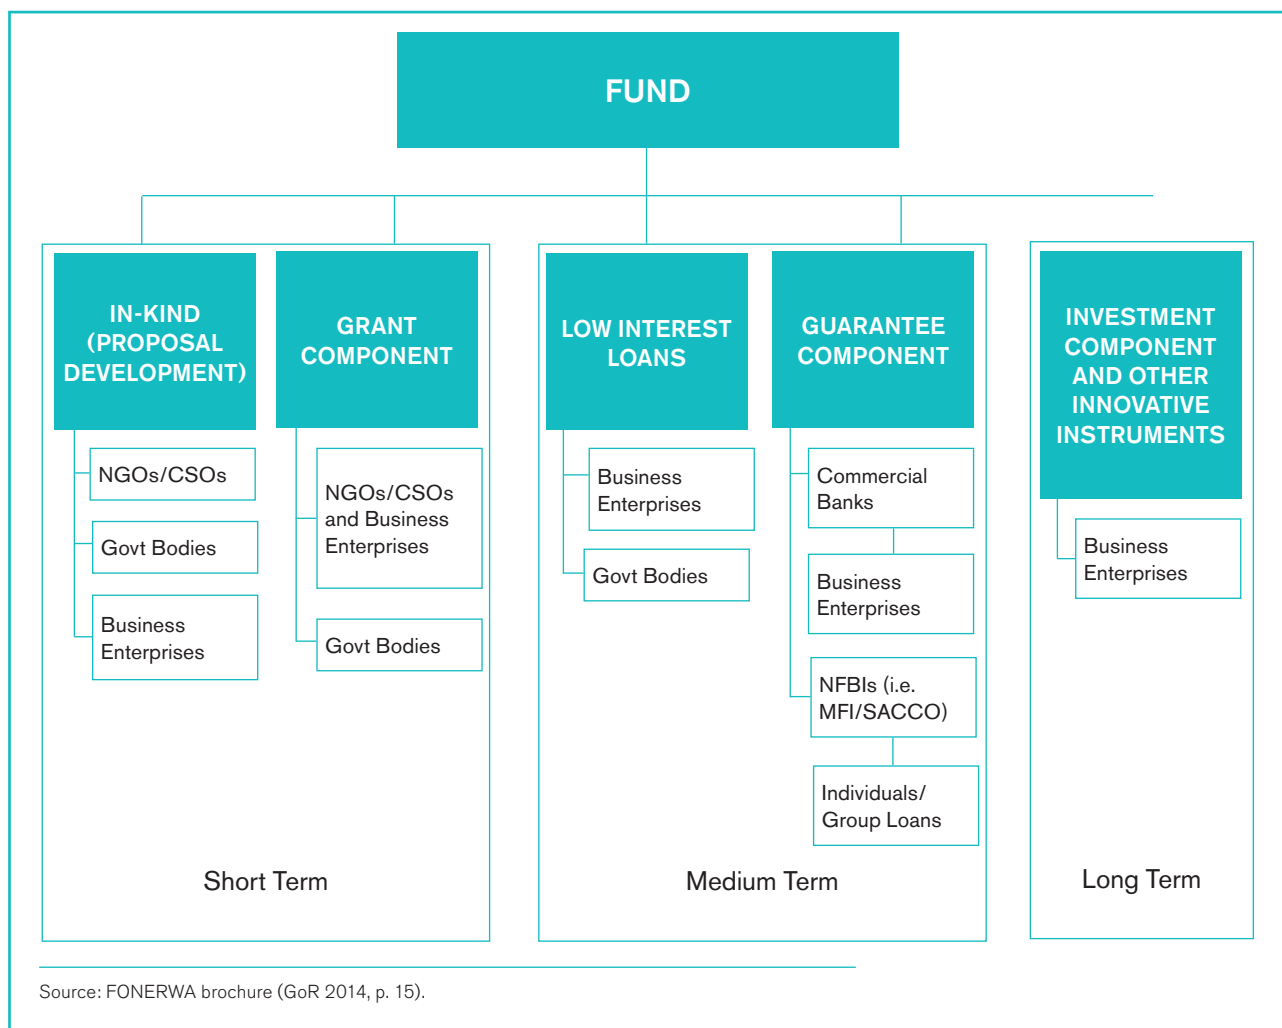 FUND
IN-KIND
(PROPOSAL
DEVELOPMENT)
NGOs/CSOs
Govt Bodies
Business
Enterprises
GRANT
COMPONENT
NGOs/CSOs
and Business
Enterprises
Govt Bodies
Short Term
LOW INTEREST
LOANS
Business
Enterprises
Govt Bodies
GUARANTEE
COMPONENT
Commercial
Banks
Business
Enterprises
NFBIs (i.e.
MFI/SACCO)
Individuals/
Group Loans
Medium Term
INVESTMENT
COMPONENT
AND OTHER
INNOVATIVE
INSTRUMENTS
Business
Enterprises
Long Term
Source: FONERWA brochure (GoR 2014, p. 15).